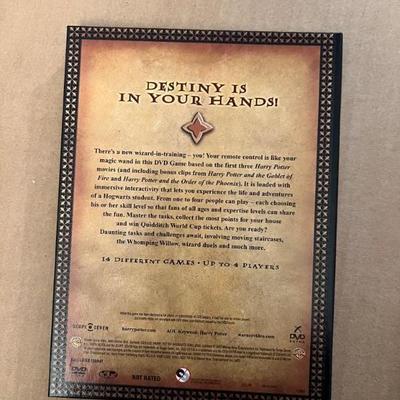 DESTINY IS
IN YOUR HANDS!
There's a new wizard-in-training – you! Your remote control is like your
magic wand in this DVD Game based on the first three Harry Potter
movies (and including bonus clips from Harry Potter and the Goblet of
Fire and Harry Potter and the Order of the Phoenix). It is loaded with
immersive interactivity that lets you experience the life and adventures
of a Hogwarts student. From one to four people can play – each choosing
his or her skill level so that fans of all ages and expertise levels can share
the fun. Master the tasks, collect the most points for your house
and win Quidditch World Cup tickets. Are you ready?
Daunting tasks and challenges await, involving moving staircases,
the Whomping Willow, wizard duels and much more.
14 DIFFERENT GAMES • UP TO 4 PLAYERS
SCREENSEVEN
harrypotter.com
AOL Keyword: Harry Potter
warnervideo.com
DVD
NOT RATED